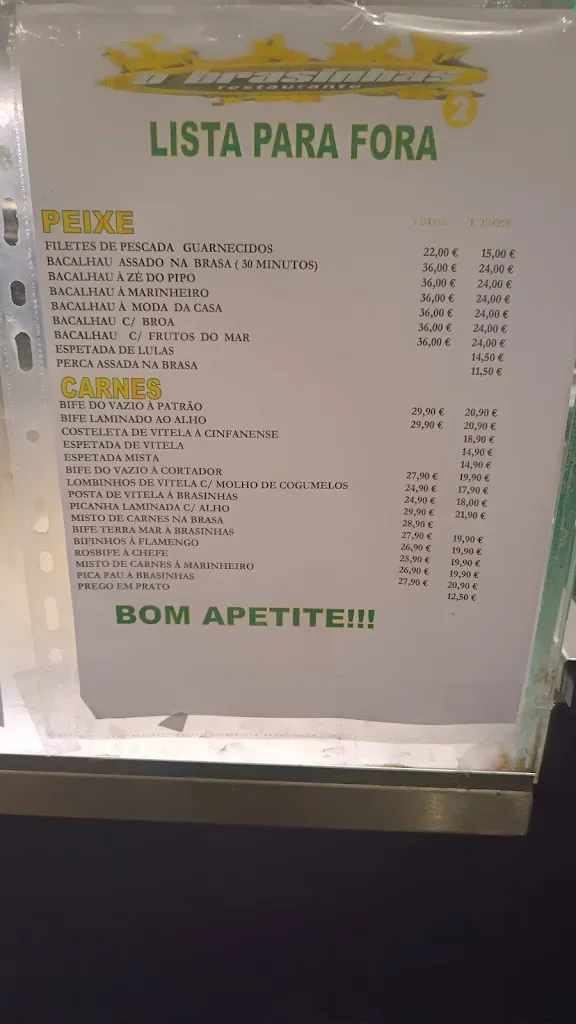 o'brasinhas
restaurante
2
LISTA PARA FORA
PEIXE
FILETES DE PESCADA GUARNECIDOS 22,00 € 15,00 €
BACALHAU ASSADO NA BRASA ( 30 MINUTOS) 36,00 € 24,00 €
BACALHAU À ZÉ DO PIPO 36,00 € 24,00 €
BACALHAU À MARINHEIRO 36,00 € 24,00 €
BACALHAU À MODA DA CASA 36,00 € 24,00 €
BACALHAU C/ BROA 36,00 € 24,00 €
BACALHAU C/ FRUTOS DO MAR 36,00 € 24,00 €
ESPETADA DE LULAS 14,50 €
PERCA ASSADA NA BRASA 11,50 €
CARNES
BIFE DO VAZIO À PATRÃO 29,90 € 20,90 €
BIFE LAMINADO AO ALHO 29,90 € 20,90 €
COSTELETA DE VITELA À CINFANENSE 18,90 €
ESPETADA DE VITELA 14,90 €
ESPETADA MISTA 14,90 €
BIFE DO VAZIO À CORTADOR 27,90 € 19,90 €
LOMBINHOS DE VITELA C/ MOLHO DE COGUMELOS 24,90 € 17,90 €
POSTA DE VITELA À BRASINHAS 24,90 € 18,00 €
PICANHA LAMINADA C/ ALHO 29,90 € 21,90 €
MISTO DE CARNES NA BRASA 28,90 €
BIFE TERRA MAR À BRASINHAS 27,90 € 19,90 €
BIFINHOS À FLAMENGO 26,90 € 19,90 €
ROSBIFE À CHEFE 25,90 € 19,90 €
MISTO DE CARNES À MARINHEIRO 26,90 € 19,90 €
PICA PAU À BRASINHAS 27,90 € 20,90 €
PREGO EM PRATO 12,50 €
BOM APETITE!!!